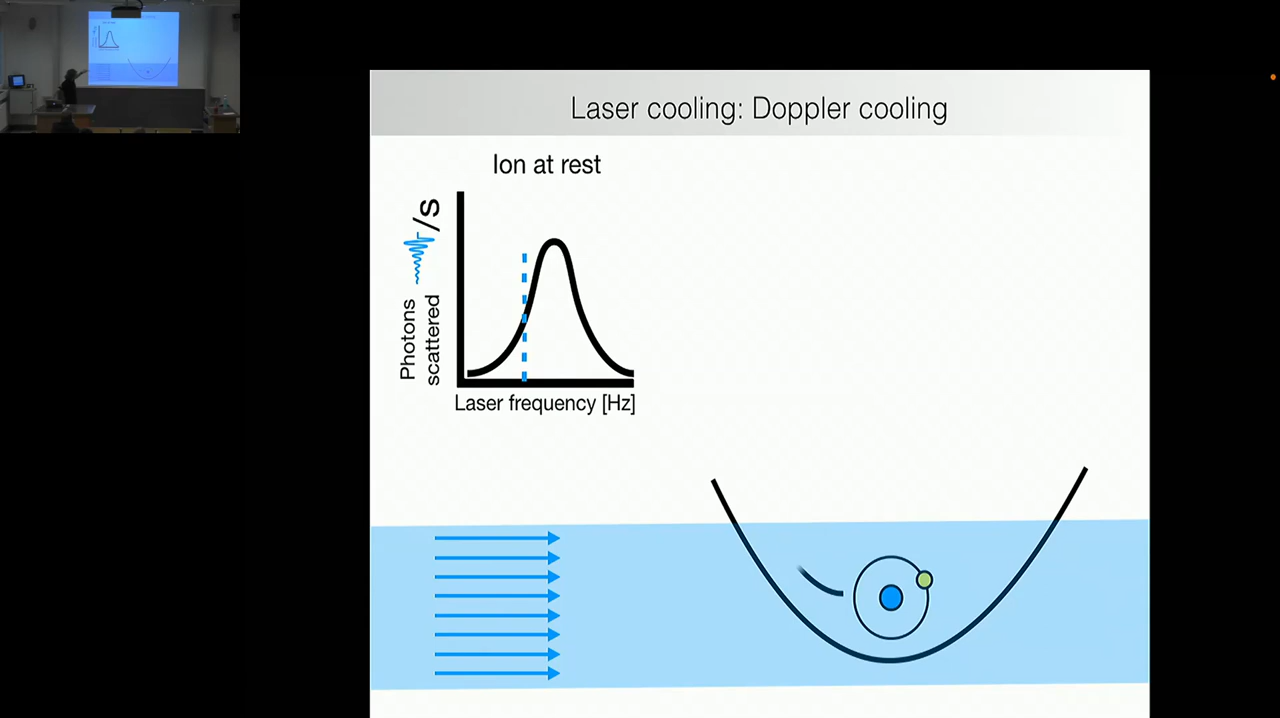 Laser cooling: Doppler cooling
Ion at rest
Photons
scattered
/s
Laser frequency [Hz]